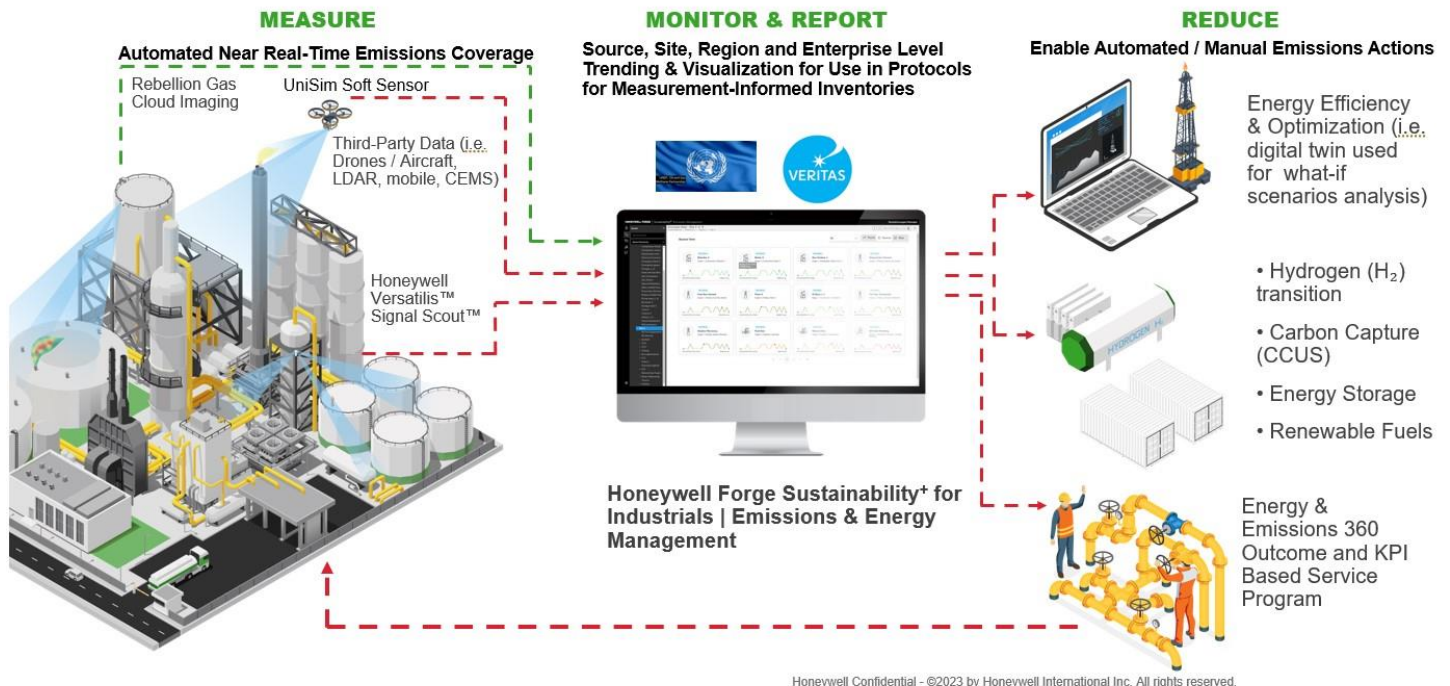 MEASURE
Automated Near Real-Time Emissions Coverage
Rebellion Gas
Cloud Imaging
UniSim Soft Sensor
Third-Party Data (i.e.
Drones / Aircraft,
LDAR, mobile, CEMS)
Honeywell
Versatilis™
Signal Scout™
MONITOR & REPORT
Source, Site, Region and Enterprise Level
Trending & Visualization for Use in Protocols
for Measurement-Informed Inventories
VERITAS
Honeywell Forge Sustainability⁺ for
Industrials | Emissions & Energy
Management
REDUCE
Enable Automated / Manual Emissions Actions
Energy Efficiency
& Optimization (i.e.
digital twin used
for what-if
scenarios analysis)
HYDROGEN H₂
• Hydrogen (H₂)
transition
• Carbon Capture
(CCUS)
• Energy Storage
• Renewable Fuels
Energy &
Emissions 360
Outcome and KPI
Based Service
Program
Honeywell Confidential - ©2023 by Honeywell International Inc. All rights reserved.